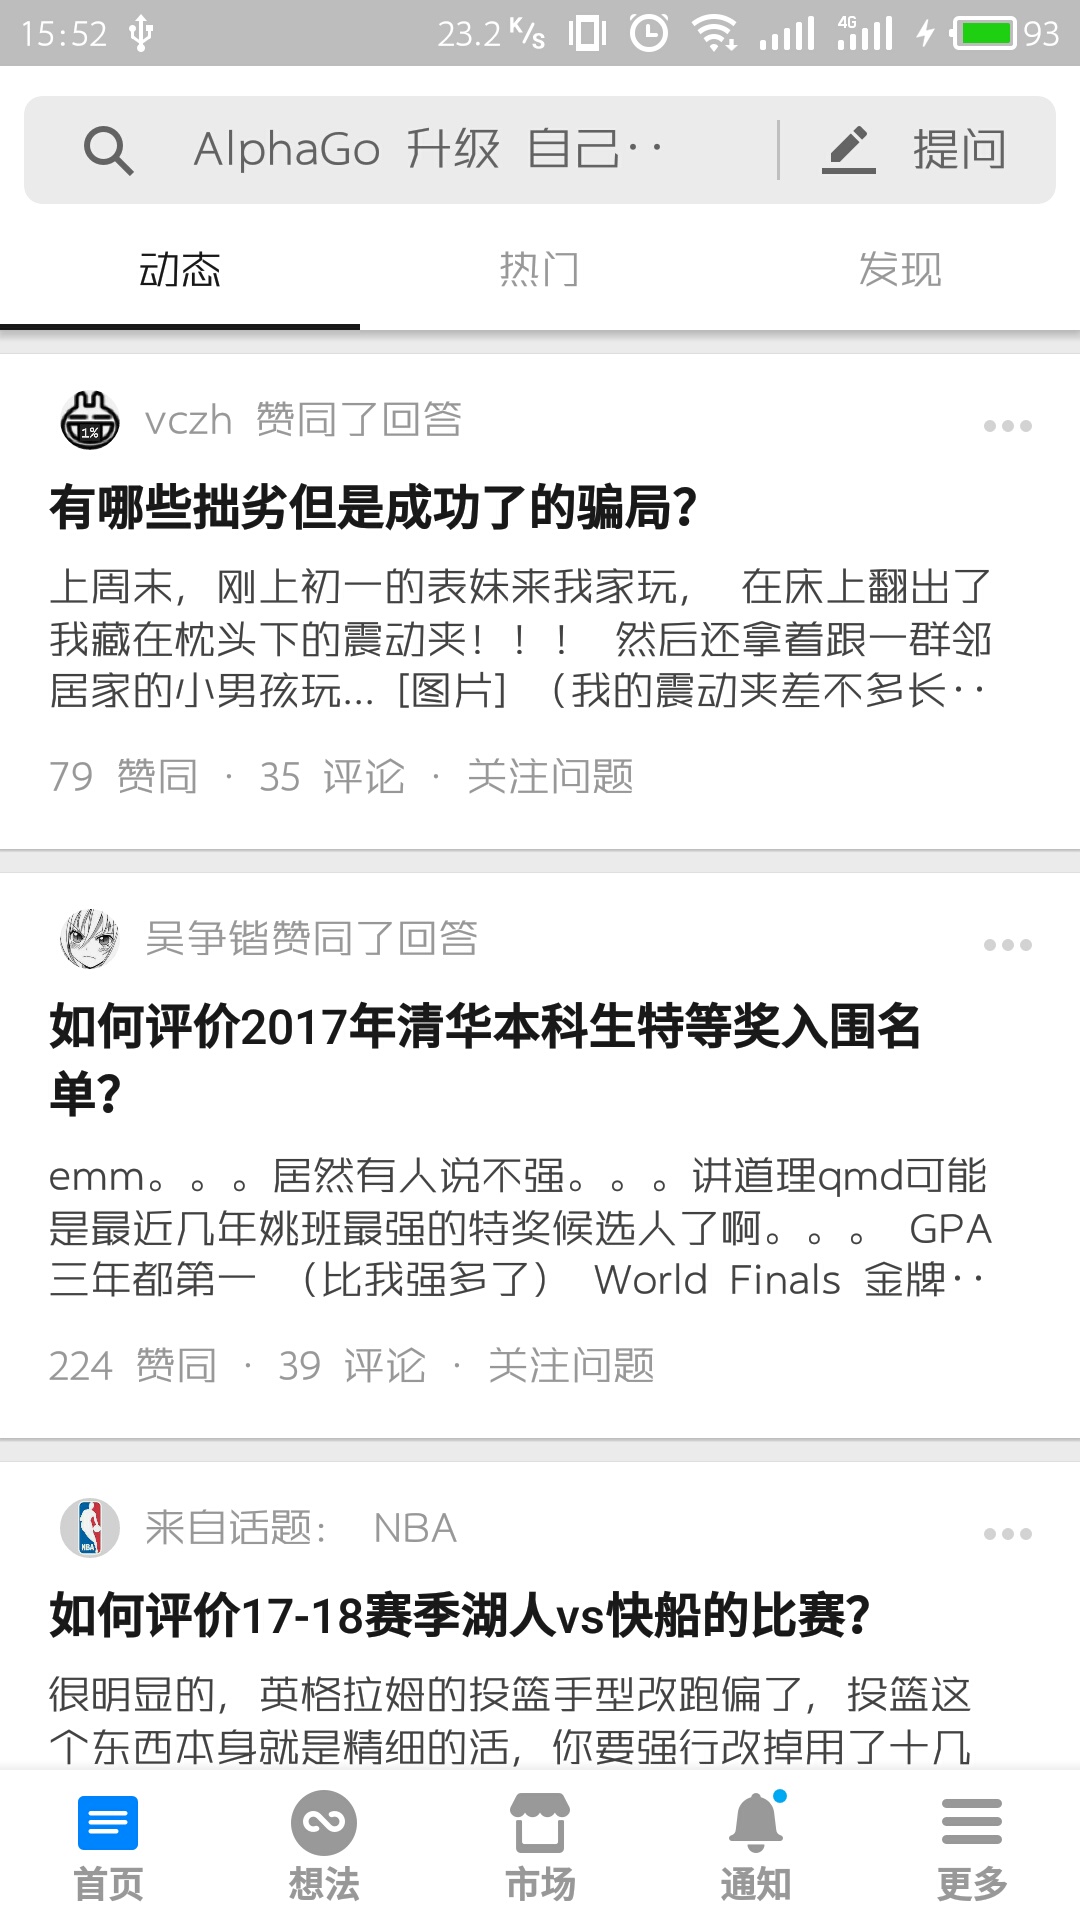 15:52 23.2 K/s 4G 93
AlphaGo 升级 自己·· 提问
动态 热门 发现
vczh 赞同了回答
有哪些拙劣但是成功了的骗局？
上周末，刚上初一的表妹来我家玩， 在床上翻出了
我藏在枕头下的震动夹！！！ 然后还拿着跟一群邻
居家的小男孩玩... [图片] （我的震动夹差不多长··
79 赞同 · 35 评论 · 关注问题
吴争锴赞同了回答
如何评价2017年清华本科生特等奖入围名
单？
emm。。。居然有人说不强。。。讲道理qmd可能
是最近几年姚班最强的特奖候选人了啊。。。 GPA
三年都第一 （比我强多了） World Finals 金牌··
224 赞同 · 39 评论 · 关注问题
NBA
来自话题： NBA
如何评价17-18赛季湖人vs快船的比赛？
很明显的，英格拉姆的投篮手型改跑偏了，投篮这
个东西本身就是精细的活，你要强行改掉用了十几
首页 想法 市场 通知 更多